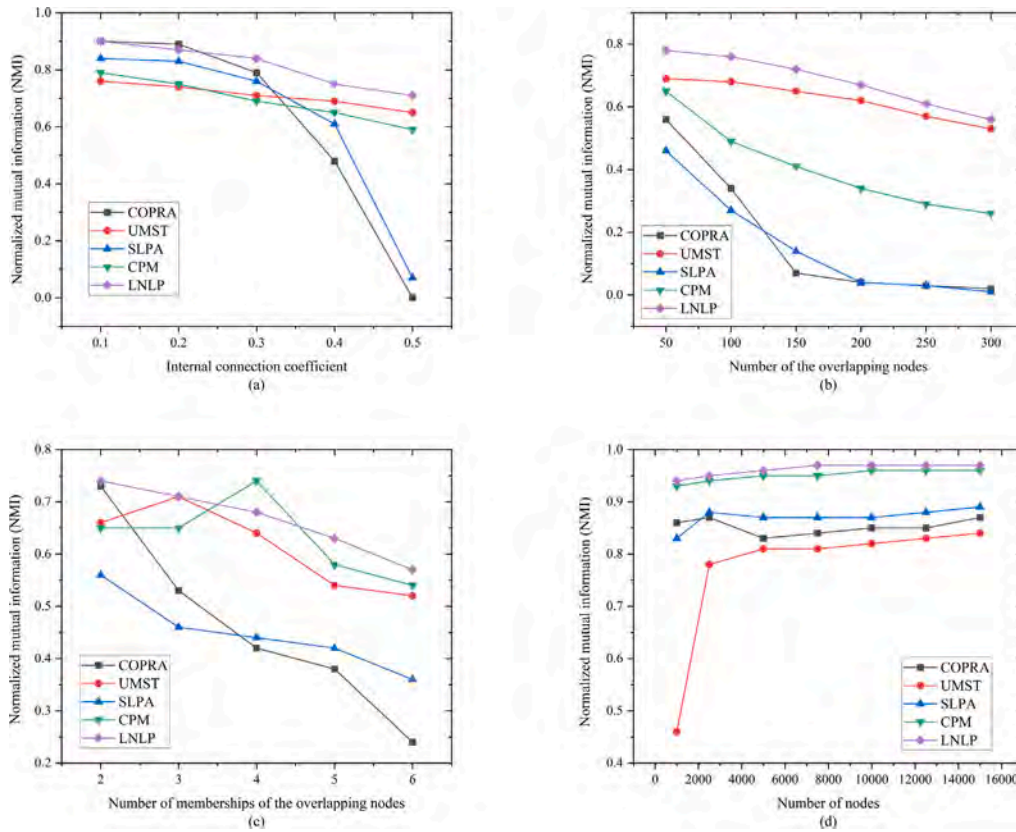 1.0
0.8
0.6
0.4
0.2
0.0
Normalized mutual information (NMI)
COPRA
UMST
SLPA
CPM
LNLP
0.1 0.2 0.3 0.4 0.5
Internal connection coefficient
(a)
0.8
0.6
0.4
0.2
0.0
Normalized mutual information (NMI)
COPRA
UMST
SLPA
CPM
LNLP
50 100 150 200 250 300
Number of the overlapping nodes
(b)
0.8
0.7
0.6
0.5
0.4
0.3
0.2
Normalized mutual information (NMI)
COPRA
UMST
SLPA
CPM
LNLP
2 3 4 5 6
Number of memberships of the overlapping nodes
(c)
1.0
0.9
0.8
0.7
0.6
0.5
0.4
Normalized mutual information (NMI)
COPRA
UMST
SLPA
CPM
LNLP
0 2000 4000 6000 8000 10000 12000 14000 16000
Number of nodes
(d)